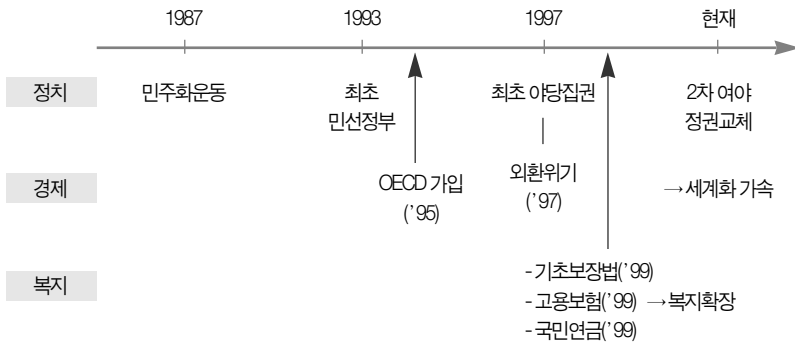 1987 1993 1997 현재
정치 민주화운동 최초 최초 야당집권 2차 여야
민선정부 정권교체
경제 OECD 가입 외환위기 →세계화 가속
('95) ('97)
복지 -기초보장법('99)
-고용보험('99) →복지확장
-국민연금('99)